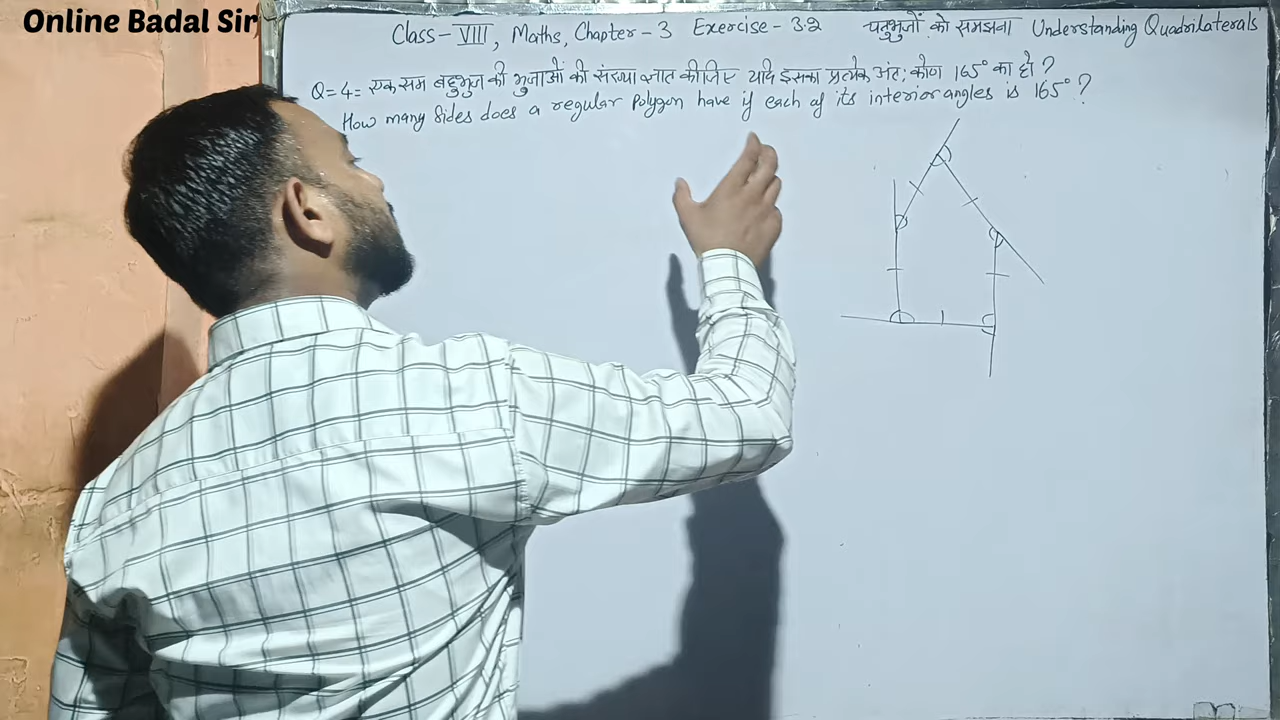 Online Badal Sir
Class-VIII, Maths, Chapter-3 Exercise-3.2 चतुर्भुजों को समझना Understanding Quadrilaterals
Q=4= एक सम बहुभुज की भुजाओं की संख्या ज्ञात कीजिए यदि इसका प्रत्येक अंतः कोण 165° का हो ?
How many sides does a regular polygon have if each of its interior angles is 165° ?